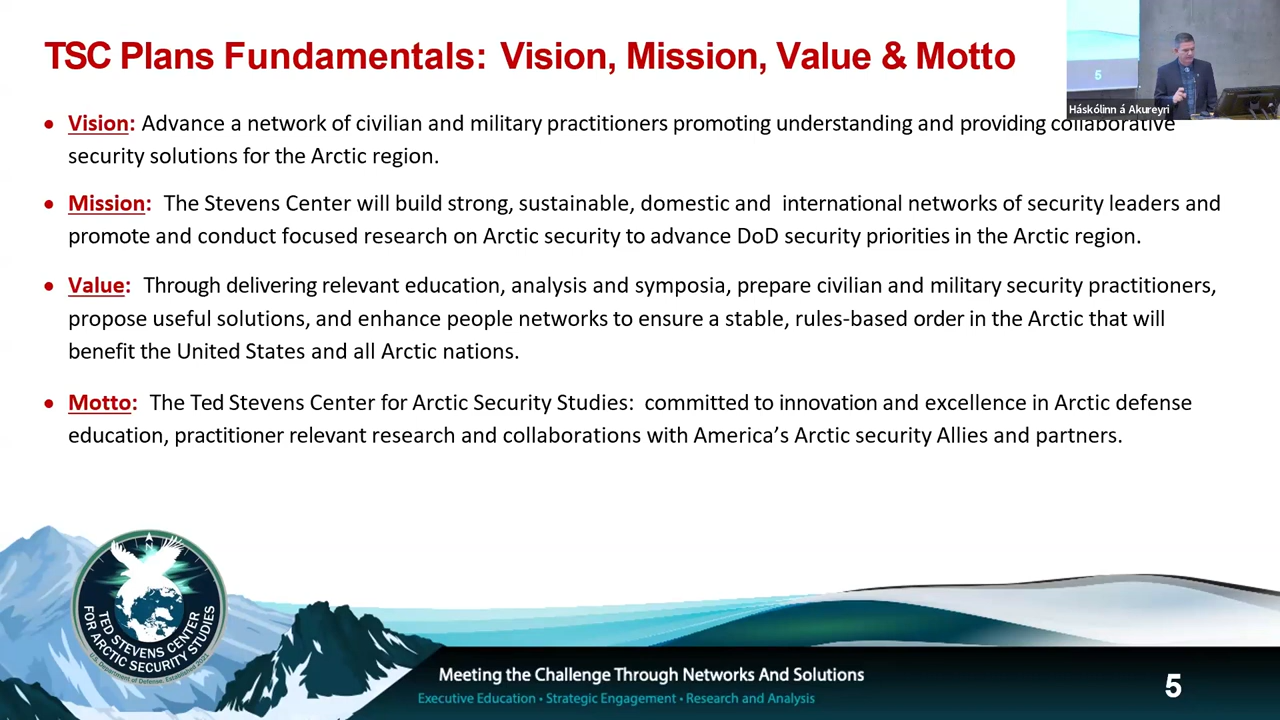 TSC Plans Fundamentals: Vision, Mission, Value & Motto
5
Háskólinn á Akureyri
• Vision: Advance a network of civilian and military practitioners promoting understanding and providing collaborative
security solutions for the Arctic region.
• Mission: The Stevens Center will build strong, sustainable, domestic and international networks of security leaders and
promote and conduct focused research on Arctic security to advance DoD security priorities in the Arctic region.
• Value: Through delivering relevant education, analysis and symposia, prepare civilian and military security practitioners,
propose useful solutions, and enhance people networks to ensure a stable, rules-based order in the Arctic that will
benefit the United States and all Arctic nations.
• Motto: The Ted Stevens Center for Arctic Security Studies: committed to innovation and excellence in Arctic defense
education, practitioner relevant research and collaborations with America’s Arctic security Allies and partners.
N
TED STEVENS CENTER
FOR ARCTIC SECURITY STUDIES
U.S. Department of Defense, Established 2021
Meeting the Challenge Through Networks And Solutions
Executive Education • Strategic Engagement • Research and Analysis
5